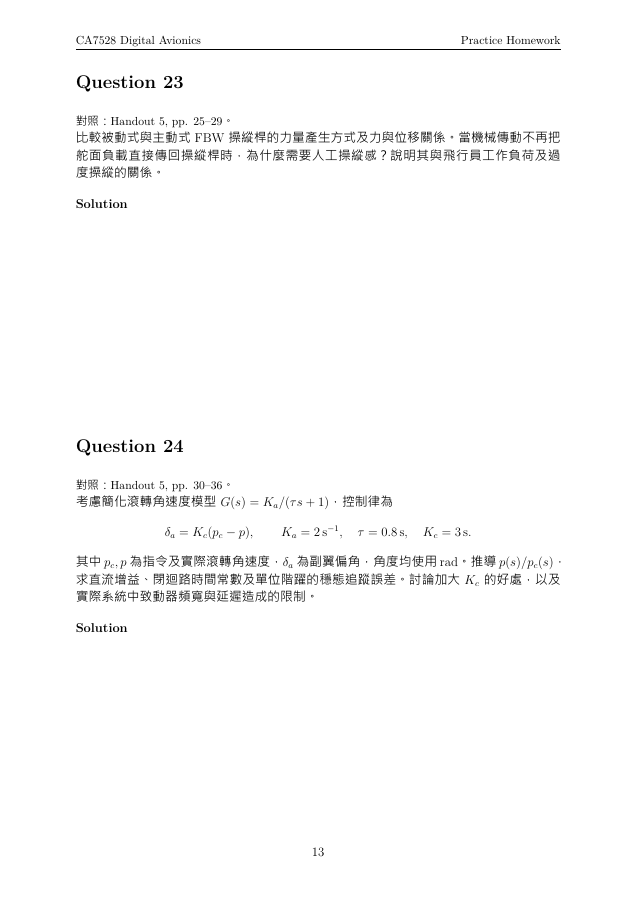 CA7528 Digital Avionics Practice Homework
Question 23
對照：Handout 5, pp. 25–29。
比較被動式與主動式 FBW 操縱桿的力量產生方式及力與位移關係。當機械傳動不再把
舵面負載直接傳回操縱桿時，為什麼需要人工操縱感？說明其與飛行員工作負荷及過
度操縱的關係。
Solution
Question 24
對照：Handout 5, pp. 30–36。
考慮簡化滾轉角速度模型 G(s) = Kₐ/(τs + 1)，控制律為
δₐ = K_c(p_c − p), Kₐ = 2 s⁻¹, τ = 0.8 s, K_c = 3 s.
其中 p_c, p 為指令及實際滾轉角速度，δₐ 為副翼偏角，角度均使用 rad。推導 p(s)/p_c(s)，
求直流增益、閉迴路時間常數及單位階躍的穩態追蹤誤差。討論加大 K_c 的好處，以及
實際系統中致動器頻寬與延遲造成的限制。
Solution
13